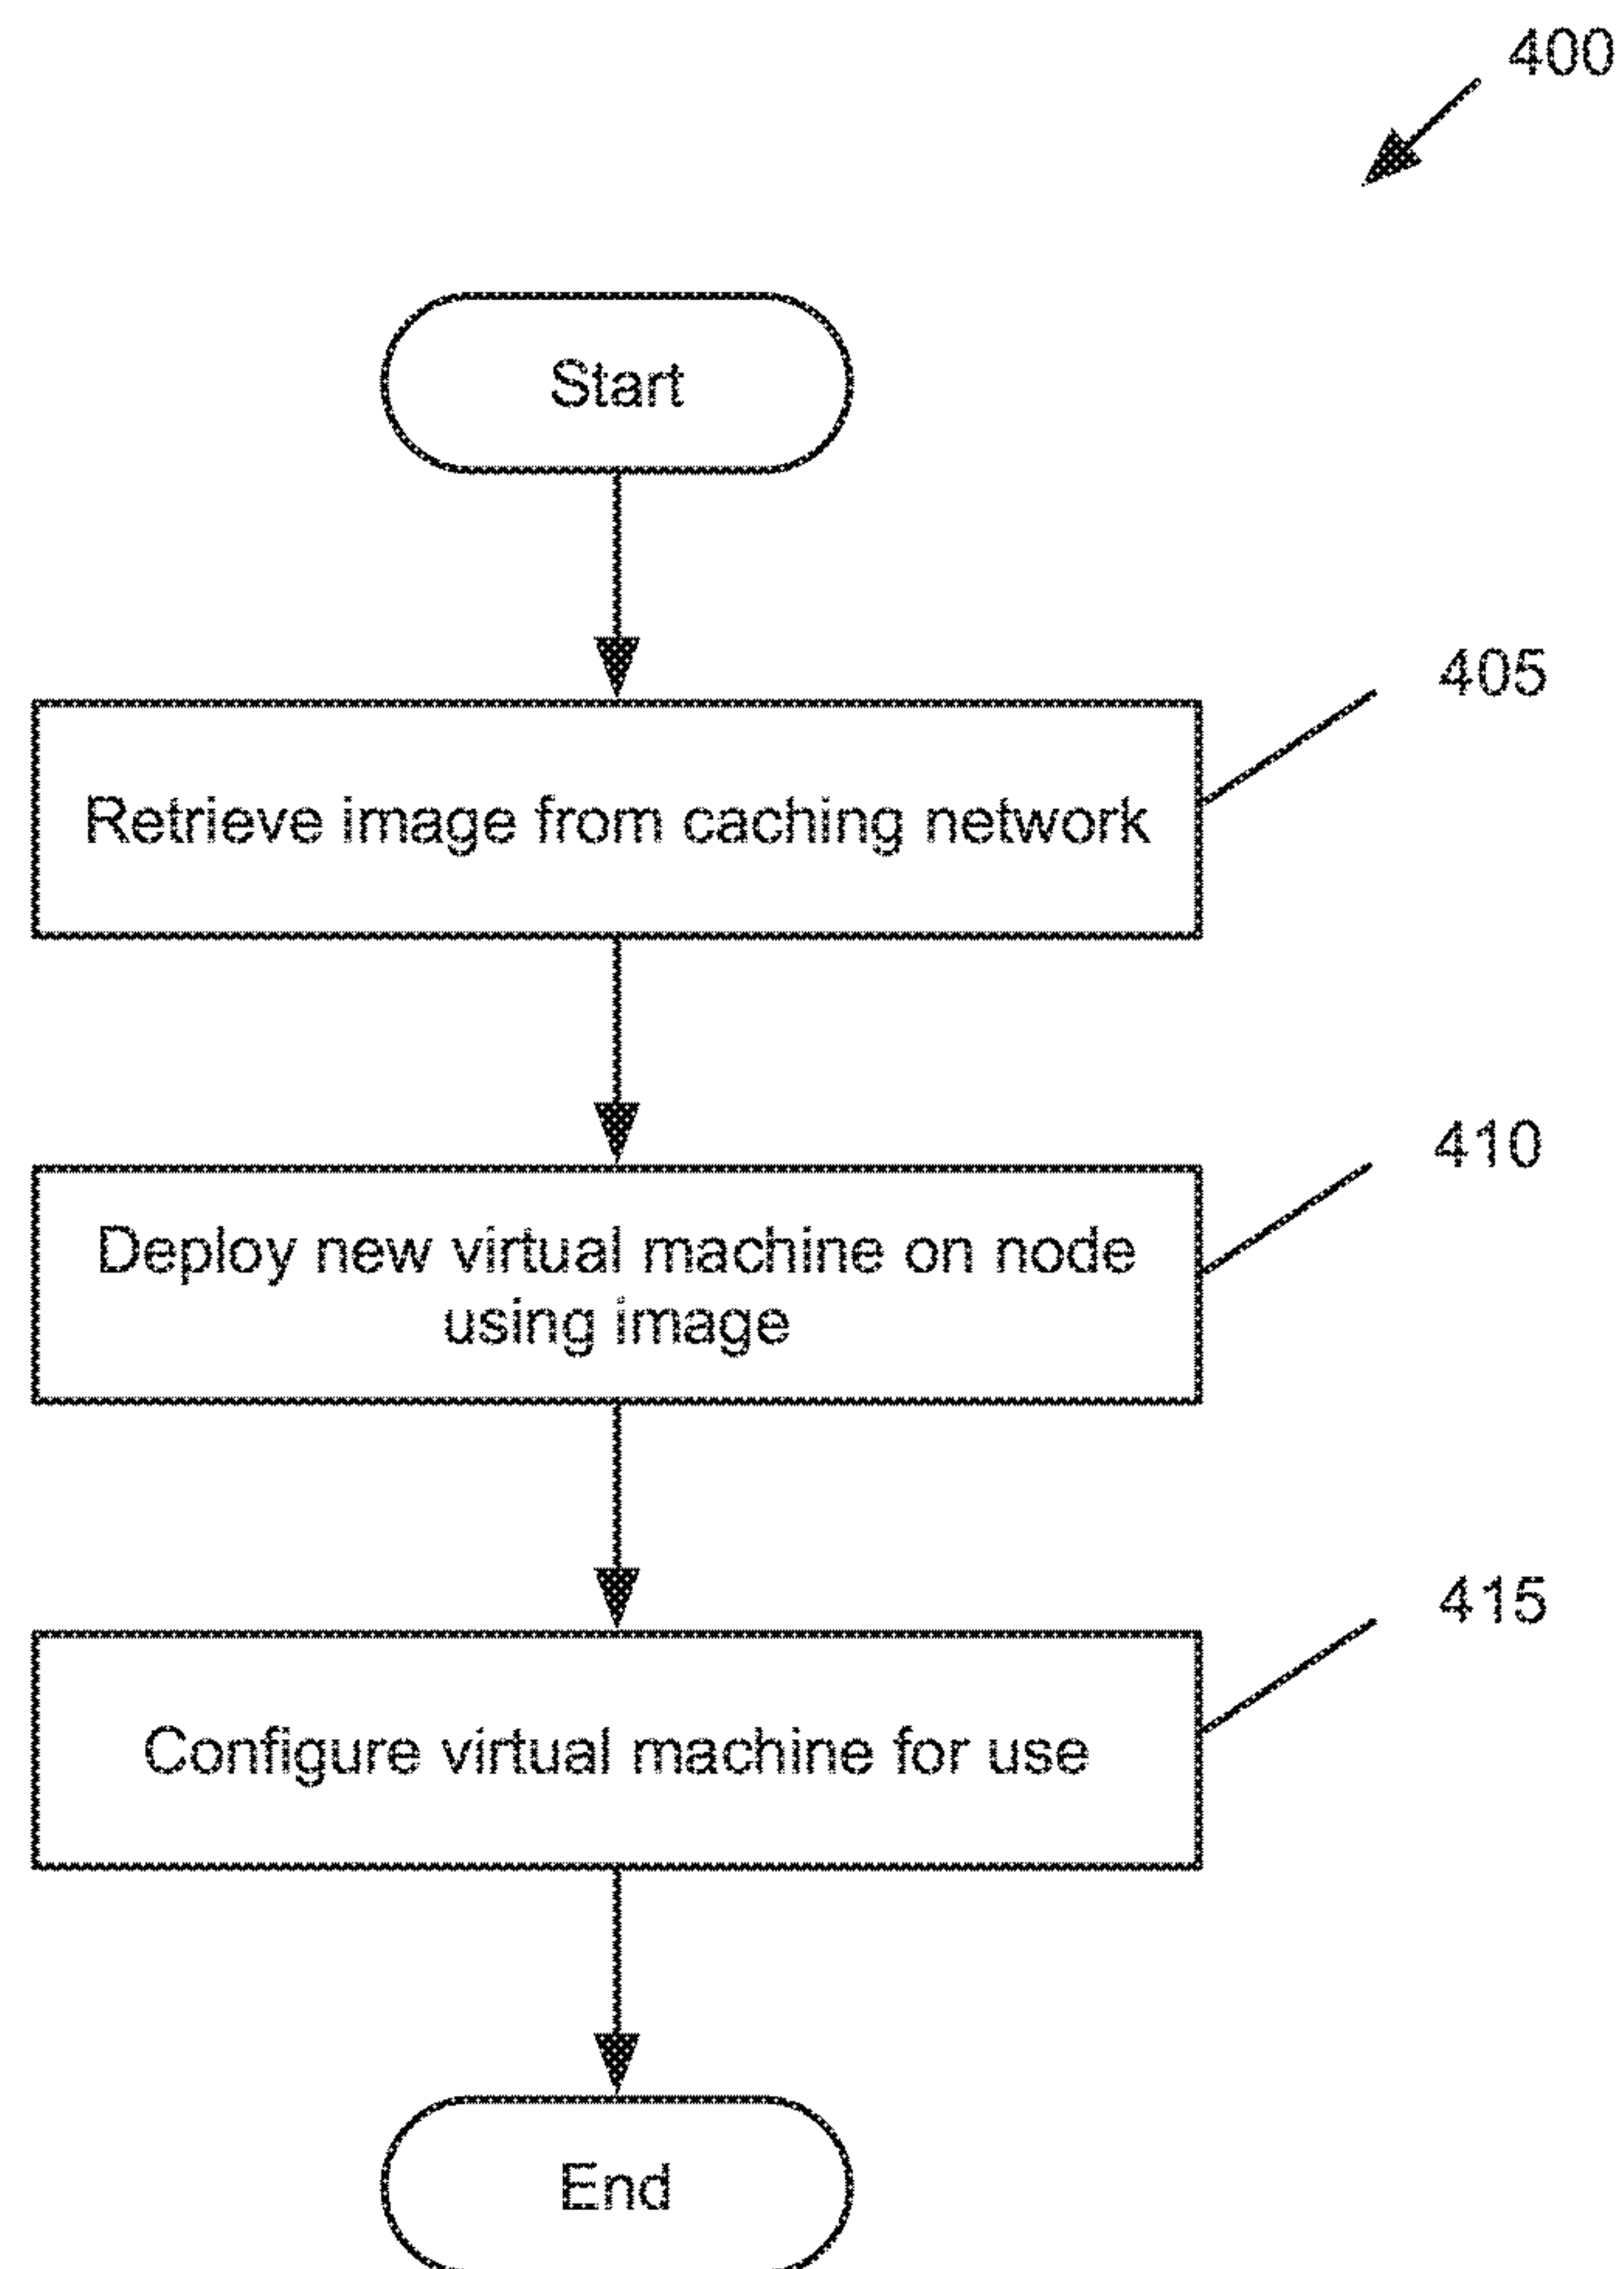 400
Start
405
Retrieve image from caching network
410
Deploy new virtual machine on node
using image
415
Configure virtual machine for use
End